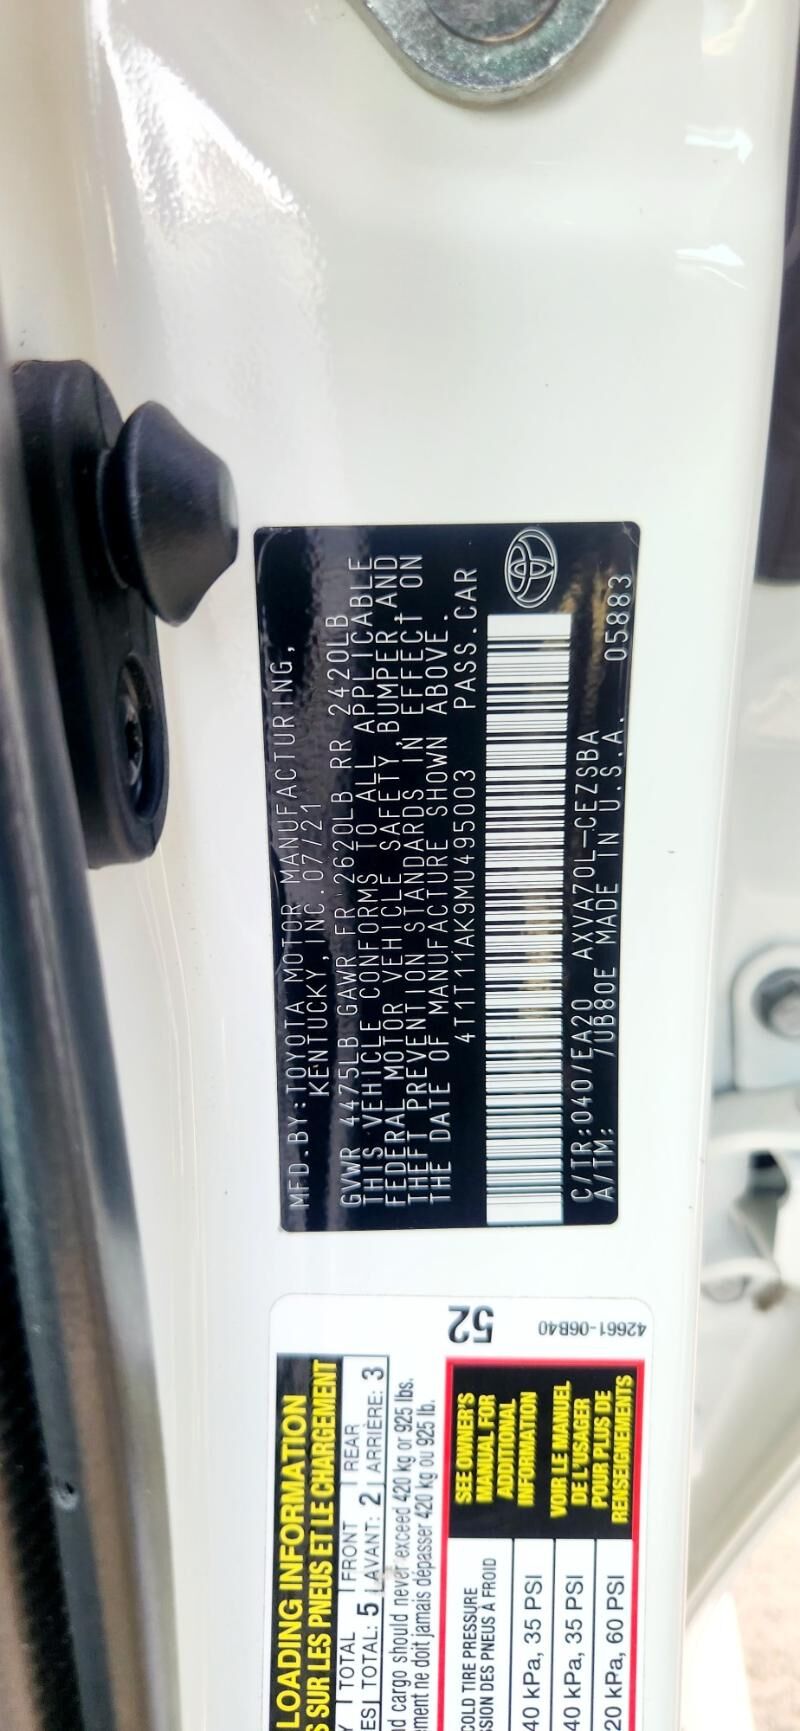 MFD.BY:TOYOTA MOTOR MANUFACTURING,
KENTUCKY,INC.07/21
GVWR 4475LB GAWR FR 2620LB RR 2420LB
THIS VEHICLE CONFORMS TO ALL APPLICABLE
FEDERAL MOTOR VEHICLE SAFETY, BUMPER, AND
THEFT PREVENTION STANDARDS IN EFFECT ON
THE DATE OF MANUFACTURE SHOWN ABOVE.
4T1T11AK9MU495003 PASS.CAR
C/TR:040/EA20 AXVA70L-CEZSBA
A/TM: /UB80E MADE IN U.S.A. 05883
LOADING INFORMATION
SUR LES PNEUS ET LE CHARGEMENT
TOTAL FRONT REAR
TOTAL: 5 AVANT: 2 ARRIÈRE: 3
cargo should never exceed 420 kg or 925 lbs.
ne doit jamais dépasser 420 kg ou 925 lb.
COLD TIRE PRESSURE
DES PNEUS À FROID
40 kPa, 35 PSI
40 kPa, 35 PSI
20 kPa, 60 PSI
SEE OWNER'S
MANUAL FOR
ADDITIONAL
INFORMATION
VOIR LE MANUEL
DE L'USAGER
POUR PLUS DE
RENSEIGNEMENTS
52
42661-06B40